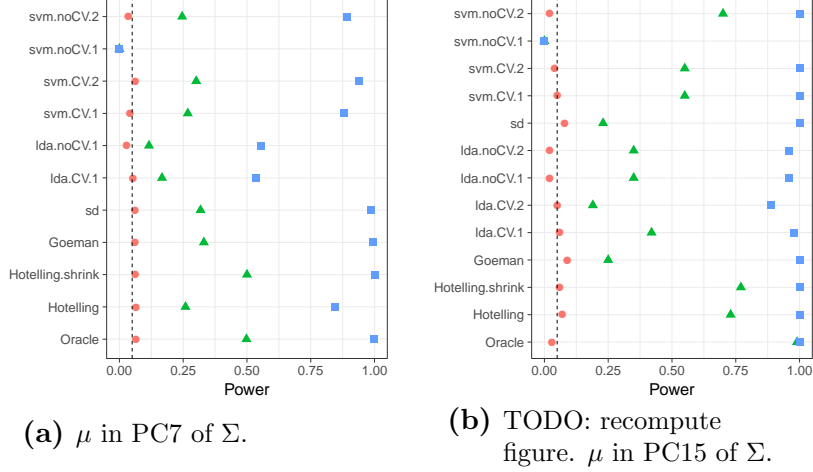 svm.noCV.2
svm.noCV.1
svm.CV.2
svm.CV.1
lda.noCV.1
lda.CV.1
sd
Goeman
Hotelling.shrink
Hotelling
Oracle
0.00 0.25 0.50 0.75 1.00
Power
(a) μ in PC7 of Σ.
svm.noCV.2
svm.noCV.1
svm.CV.2
svm.CV.1
sd
lda.noCV.2
lda.noCV.1
lda.CV.2
lda.CV.1
Goeman
Hotelling.shrink
Hotelling
Oracle
0.00 0.25 0.50 0.75 1.00
Power
(b) TODO: recompute
figure. μ in PC15 of Σ.